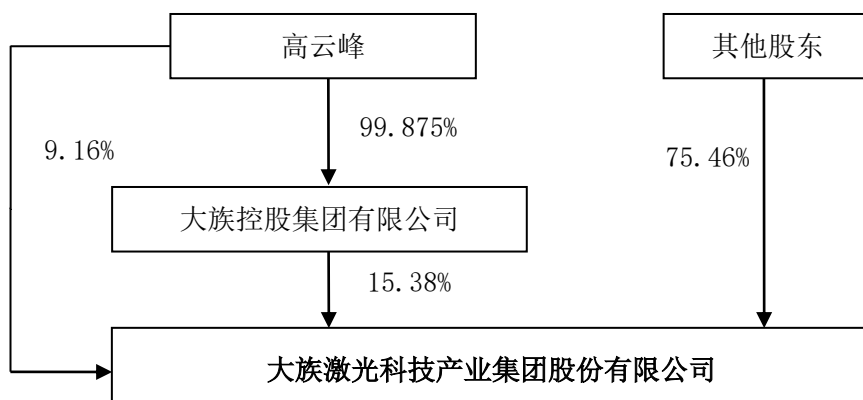 高云峰
其他股东
9.16%
99.875%
75.46%
大族控股集团有限公司
15.38%
大族激光科技产业集团股份有限公司